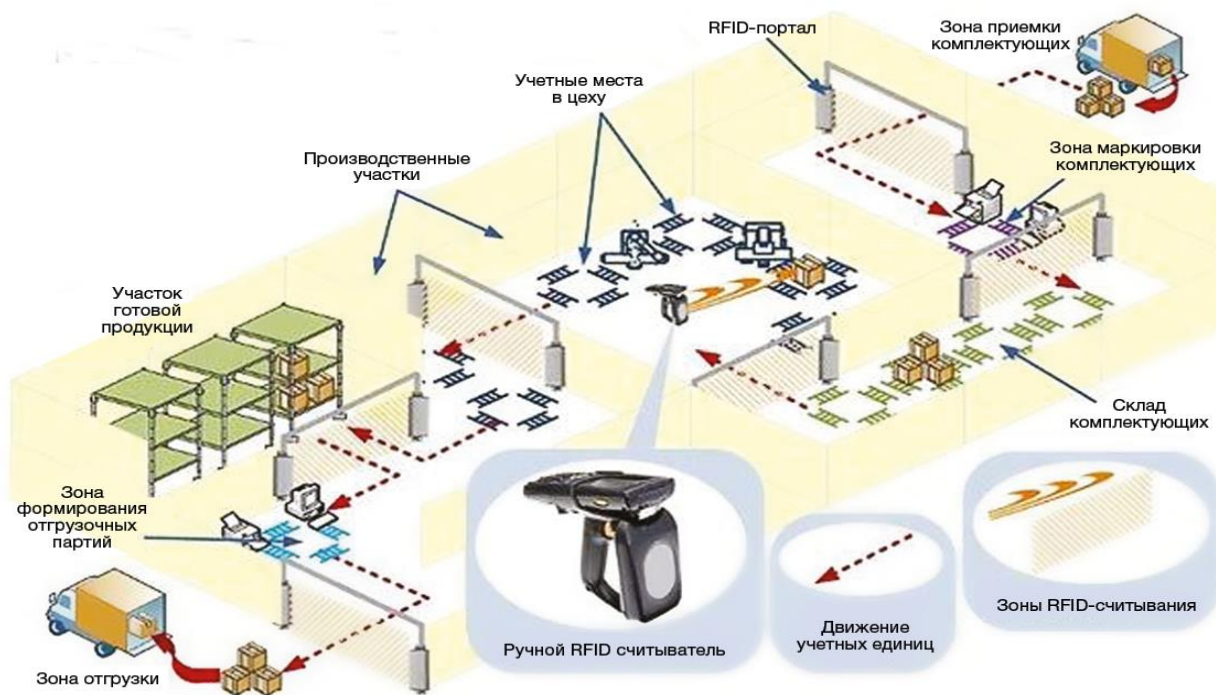 RFID-портал
Зона приемки
комплектующих
Учетные места
в цеху
Производственные
участки
Зона маркировки
комплектующих
Участок
готовой
продукции
Склад
комплектующих
Зона
формирования
отгрузочных
партий
Зона отгрузки
Ручной RFID считыватель
Движение
учетных единиц
Зоны RFID-считывания